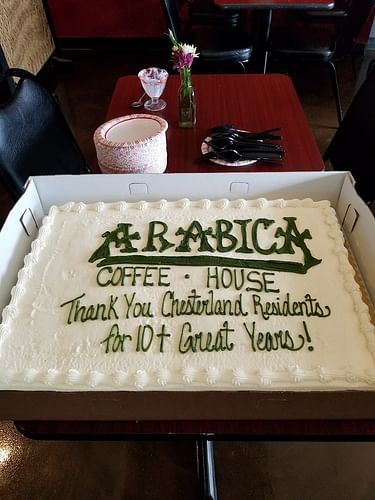 ARABICA
COFFEE · HOUSE
Thank You Chesterland Residents
for 10+ Great Years!